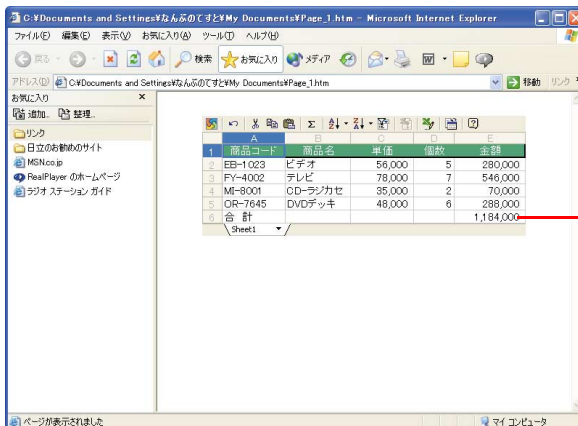 C:¥Documents and Settings¥なんぶのてすと¥My Documents¥Page_1.htm - Microsoft Internet Explorer
ファイル(F) 編集(E) 表示(V) お気に入り(A) ツール(T) ヘルプ(H)
戻る 検索 お気に入り メディア
アドレス(D) C:¥Documents and Settings¥なんぶのてすと¥My Documents¥Page_1.htm 移動 リンク
お気に入り ×
追加... 整理...
リンク
日立のお勧めのサイト
MSN.co.jp
RealPlayer のホームページ
ラジオ ステーション ガイド
A B C D E
1 商品コード 商品名 単価 個数 金額
2 EB-1023 ビデオ 56,000 5 280,000
3 FY-4002 テレビ 78,000 7 546,000
4 MI-8001 CD-ラジカセ 35,000 2 70,000
5 OR-7645 DVDデッキ 48,000 6 288,000
6 合 計 1,184,000
Sheet1
ページが表示されました マイ コンピュータ